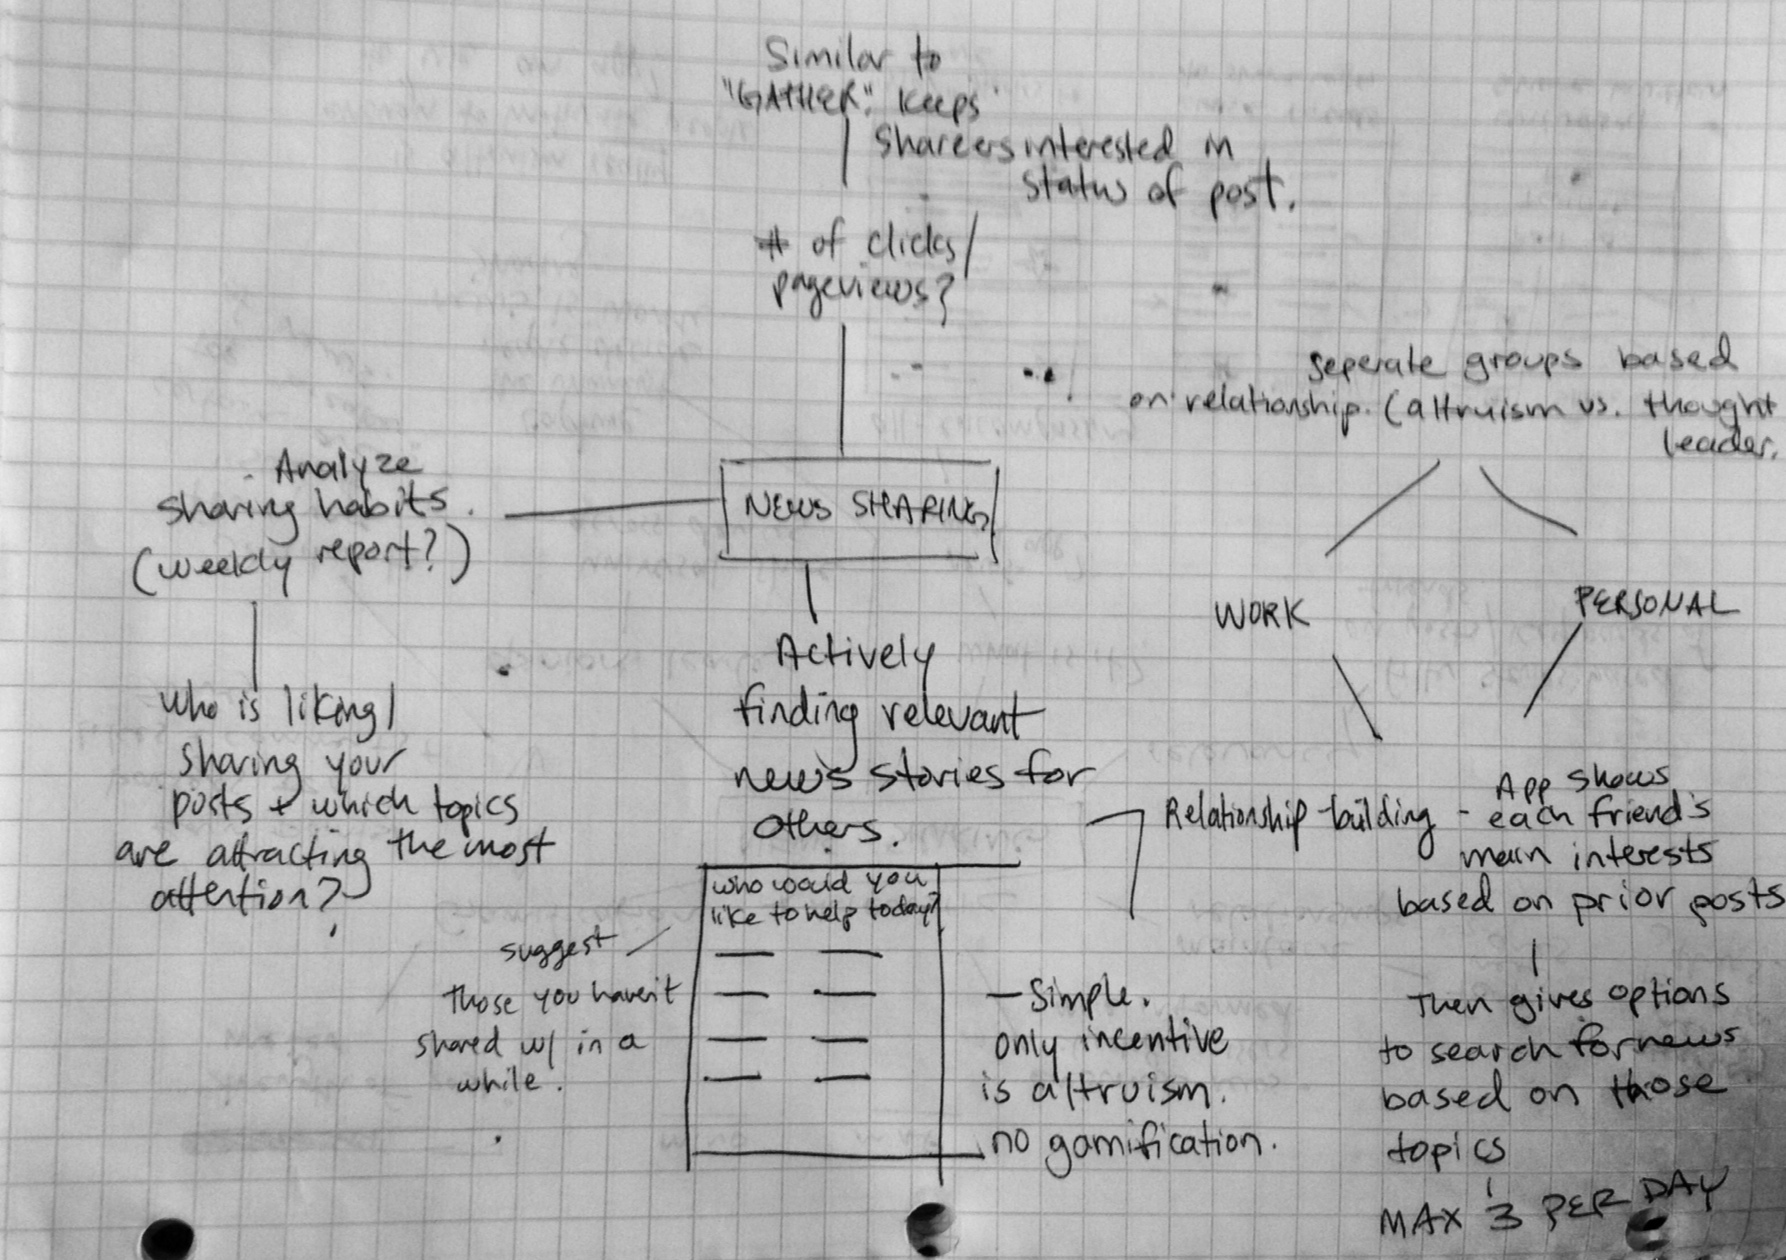 Similar to
"GATHER". Keeps
Shareers interested in
status of post.
# of clicks/
pageviews?
seperate groups based
on relationship. (altruism vs. thought
leader.
Analyze
sharing habits.
(weekly report?)
NEWS SHARING
WORK
PERSONAL
who is liking/
sharing your
posts + which topics
are attracting the most
attention?
Actively
finding relevant
news stories for
others.
Relationship-building - App shows
each friend's
main interests
based on prior posts
who would you
like to help today?
suggest
those you haven't
shared w/ in a
while.
- Simple.
only incentive
is altruism.
no gamification.
Then gives options
to search for news
based on those
topics
MAX 3 PER DAY